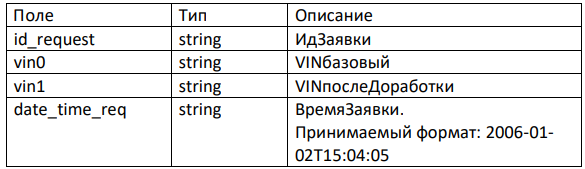 Поле Тип Описание
id_request string ИдЗаявки
vin0 string VINбазовый
vin1 string VINпослеДоработки
date_time_req string ВремяЗаявки.
Принимаемый формат: 2006-01-
02T15:04:05